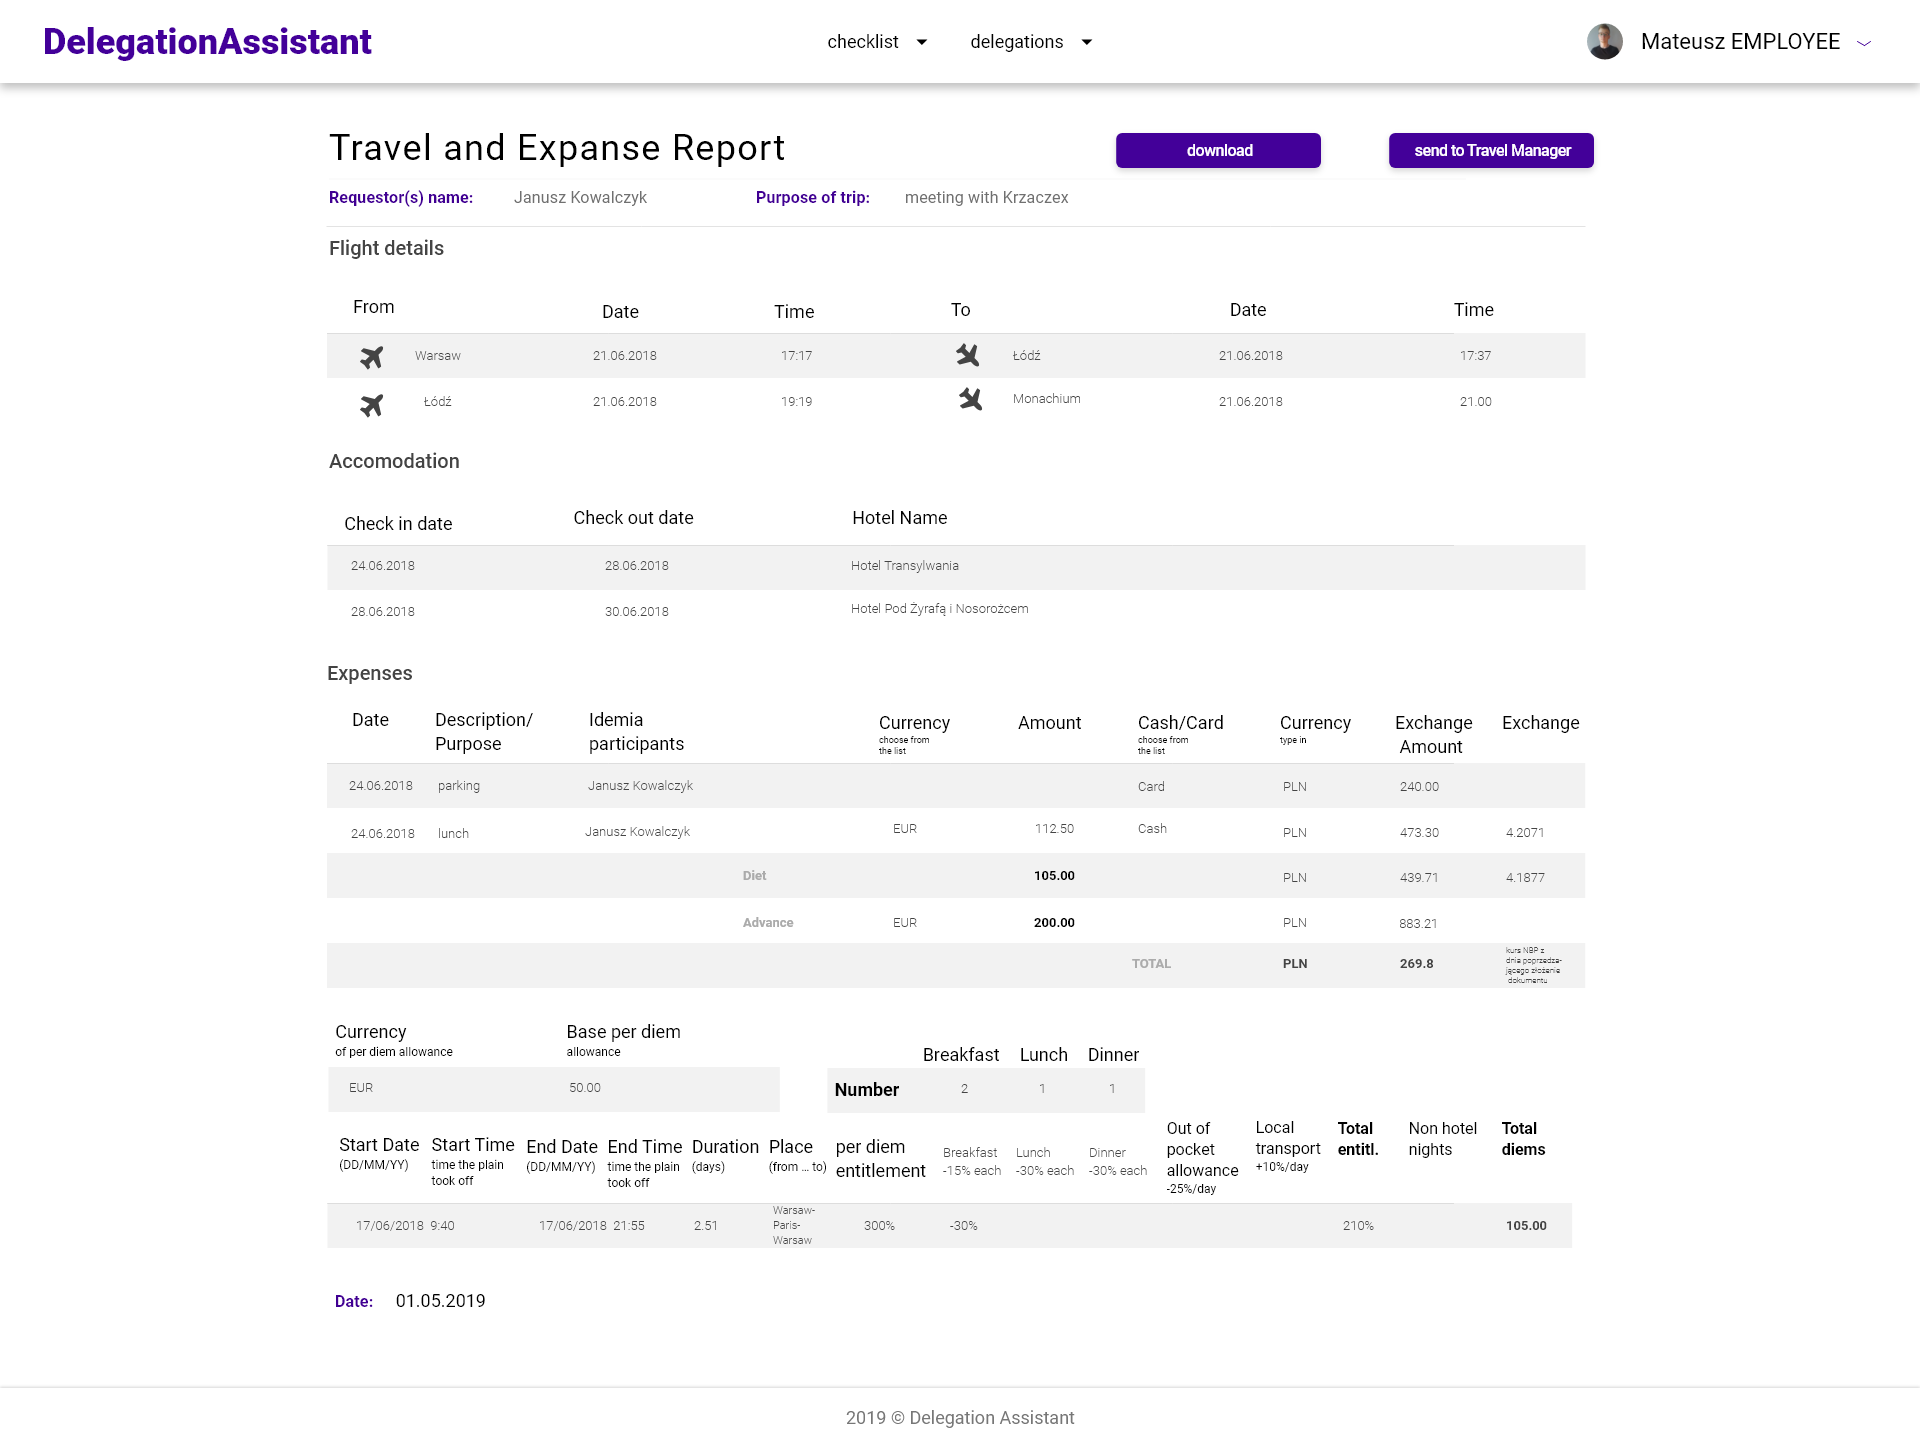 DelegationAssistant
checklist
delegations
Mateusz EMPLOYEE
Travel and Expanse Report
download
send to Travel Manager
Requestor(s) name: Janusz Kowalczyk Purpose of trip: meeting with Krzaczex
Flight details
From Date Time To Date Time
Warsaw 21.06.2018 17:17 Łódź 21.06.2018 17:37
Łódź 21.06.2018 19:19 Monachium 21.06.2018 21.00
Accomodation
Check in date Check out date Hotel Name
24.06.2018 28.06.2018 Hotel Transylwania
28.06.2018 30.06.2018 Hotel Pod Żyrafą i Nosorożcem
Expenses
Date Description/ Idemia Currency Amount Cash/Card Currency Exchange Exchange
Purpose participants choose from choose from type in Amount
the list the list
24.06.2018 parking Janusz Kowalczyk Card PLN 240.00
24.06.2018 lunch Janusz Kowalczyk EUR 112.50 Cash PLN 473.30 4.2071
Diet 105.00 PLN 439.71 4.1877
Advance EUR 200.00 PLN 883.21
TOTAL PLN 269.8
kurs NBP z
dnia poprzedza-
jącego złożenie
dokumentu
Currency Base per diem
of per diem allowance allowance
EUR 50.00
Breakfast Lunch Dinner
Number 2 1 1
Start Date
(DD/MM/YY)
Start Time
time the plain
took off
End Date
(DD/MM/YY)
End Time
time the plain
took off
Duration
(days)
Place
(from ... to)
per diem
entitlement
Breakfast
-15% each
Lunch
-30% each
Dinner
-30% each
Out of
pocket
allowance
-25%/day
Local
transport
+10%/day
Total
entitl.
Non hotel
nights
Total
diems
17/06/2018 9:40 17/06/2018 21:55 2.51
Warsaw-
Paris-
Warsaw
300% -30% 210% 105.00
Date: 01.05.2019
2019 © Delegation Assistant